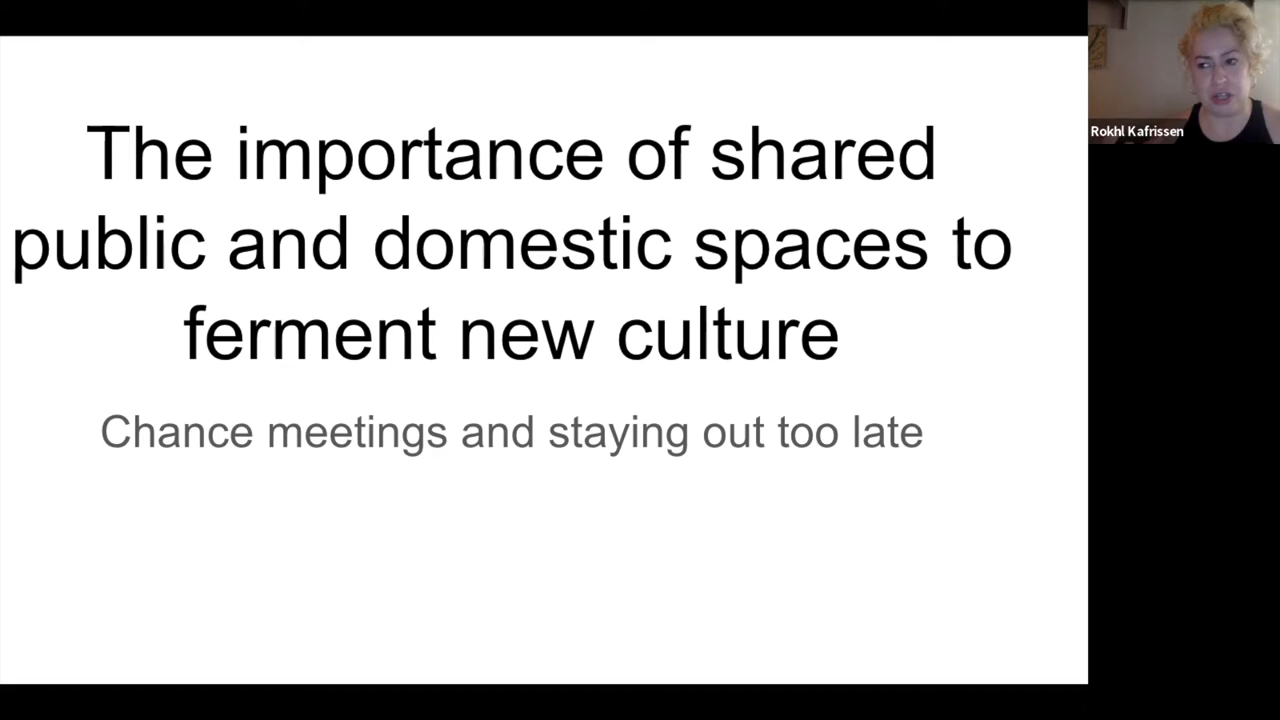 The importance of shared
public and domestic spaces to
ferment new culture
Chance meetings and staying out too late
Rokhl Kafrissen